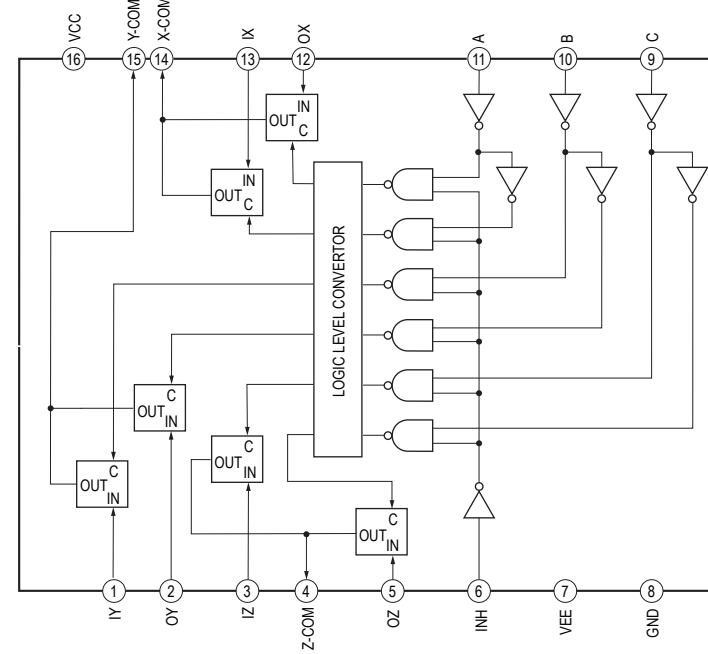 VCC
Y-COM
X-COM
IX
OX
A
B
C
16
15
14
13
12
11
10
9
IN
OUT
C
IN
OUT
C
LOGIC LEVEL CONVERTOR
C
OUT
IN
C
OUT
IN
C
OUT
IN
C
OUT
IN
1
2
3
4
5
6
7
8
IY
OY
IZ
Z-COM
OZ
INH
VEE
GND